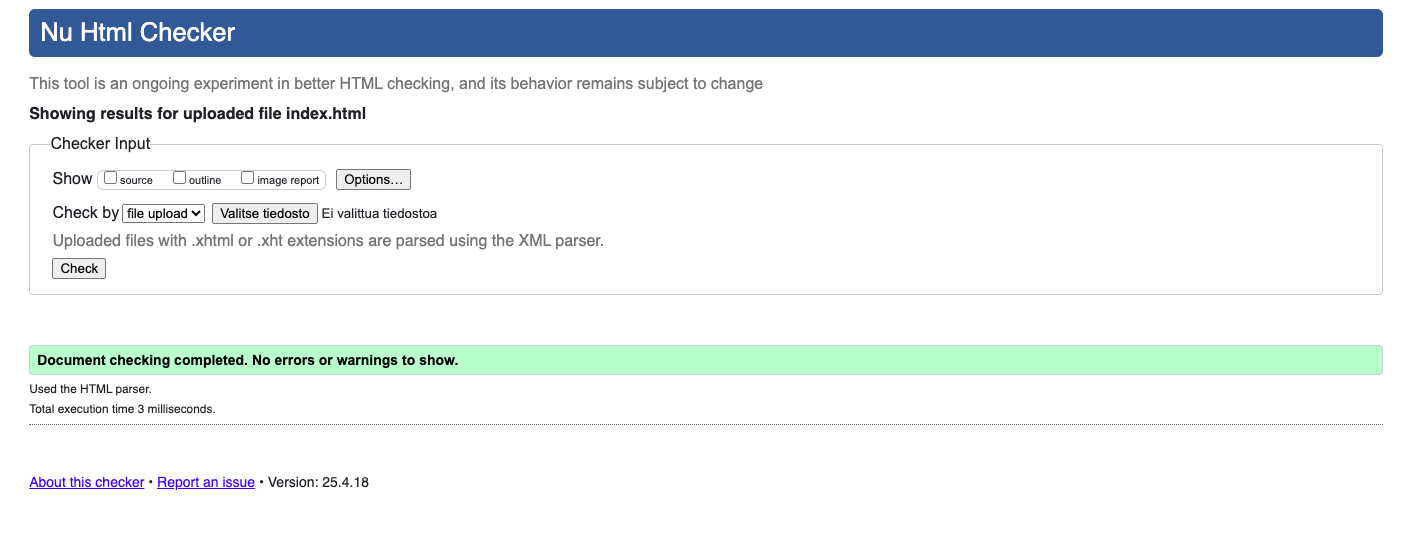 Nu Html Checker
This tool is an ongoing experiment in better HTML checking, and its behavior remains subject to change
Showing results for uploaded file index.html
Checker Input
Show source outline image report Options…
Check by file upload Valitse tiedosto Ei valittua tiedostoa
Uploaded files with .xhtml or .xht extensions are parsed using the XML parser.
Check
Document checking completed. No errors or warnings to show.
Used the HTML parser.
Total execution time 3 milliseconds.
About this checker • Report an issue • Version: 25.4.18